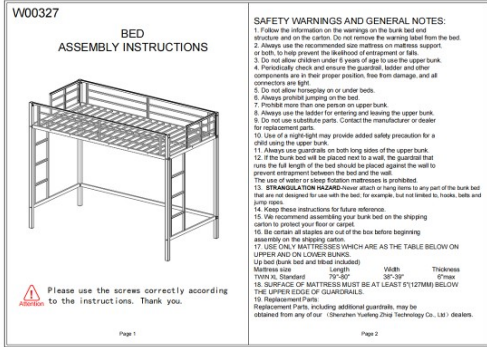 W00327
BED
ASSEMBLY INSTRUCTIONS
Attention
Please use the screws correctly according
to the instructions. Thank you.
Page 1
SAFETY WARNINGS AND GENERAL NOTES:
1. Follow the information on the warnings on the bunk bed end
structure and on the carton. Do not remove the warning label from the bed.
2. Always use the recommended size mattress on mattress support
or both, to help prevent the likelihood of entrapment or falls.
3. Do not allow children under 6 years of age to use the upper bunk.
4. Periodically check and ensure the guardrail, ladder and other
components are in their proper position, free from damage, and all
connectors are tight.
5. Do not allow horseplay on or under beds.
6. Always prohibit jumping on the bed.
7. Prohibit more than one person on upper bunk.
8. Always use the ladder for entering and leaving the upper bunk.
9. Do not use substitute parts. Contact the manufacturer or dealer
for replacement parts.
10. Use of a night-light may provide added safety precaution for a
child using the upper bunk.
11. Always use guardrails on both long sides of the upper bunk.
12. If the bunk bed will be placed next to a wall, the guardrail that
runs the full length of the bed should be placed against the wall to
prevent entrapment between the bed and the wall.
The use of water or sleep flotation mattresses is prohibited.
13. STRANGULATION HAZARD-Never attach or hang items to any part of the bunk bed
that are not designed for use with the bed; for example, but not limited to, hooks, belts and
jump ropes.
14. Keep these instructions for future reference.
15. We recommend assembling your bunk bed on the shipping
carton to protect your floor or carpet.
16. Be certain all staples are out of the box before beginning
assembly on the shipping carton.
17. USE ONLY MATTRESSES WHICH ARE AS THE TABLE BELOW ON
UPPER AND ON LOWER BUNKS.
Up bed (bunk bed and tribed included)
Mattress size Length Width Thickness
TWIN XL Standard 79"-80" 38"-39" 6"max
18. SURFACE OF MATTRESS MUST BE AT LEAST 5"(127MM) BELOW
THE UPPER EDGE OF GUARDRAILS.
19. Replacement Parts:
Replacement Parts, including additional guardrails, may be
obtained from any of our (Shenzhen Yuefang Zhiqi Technology Co., Ltd) dealers.
Page 2